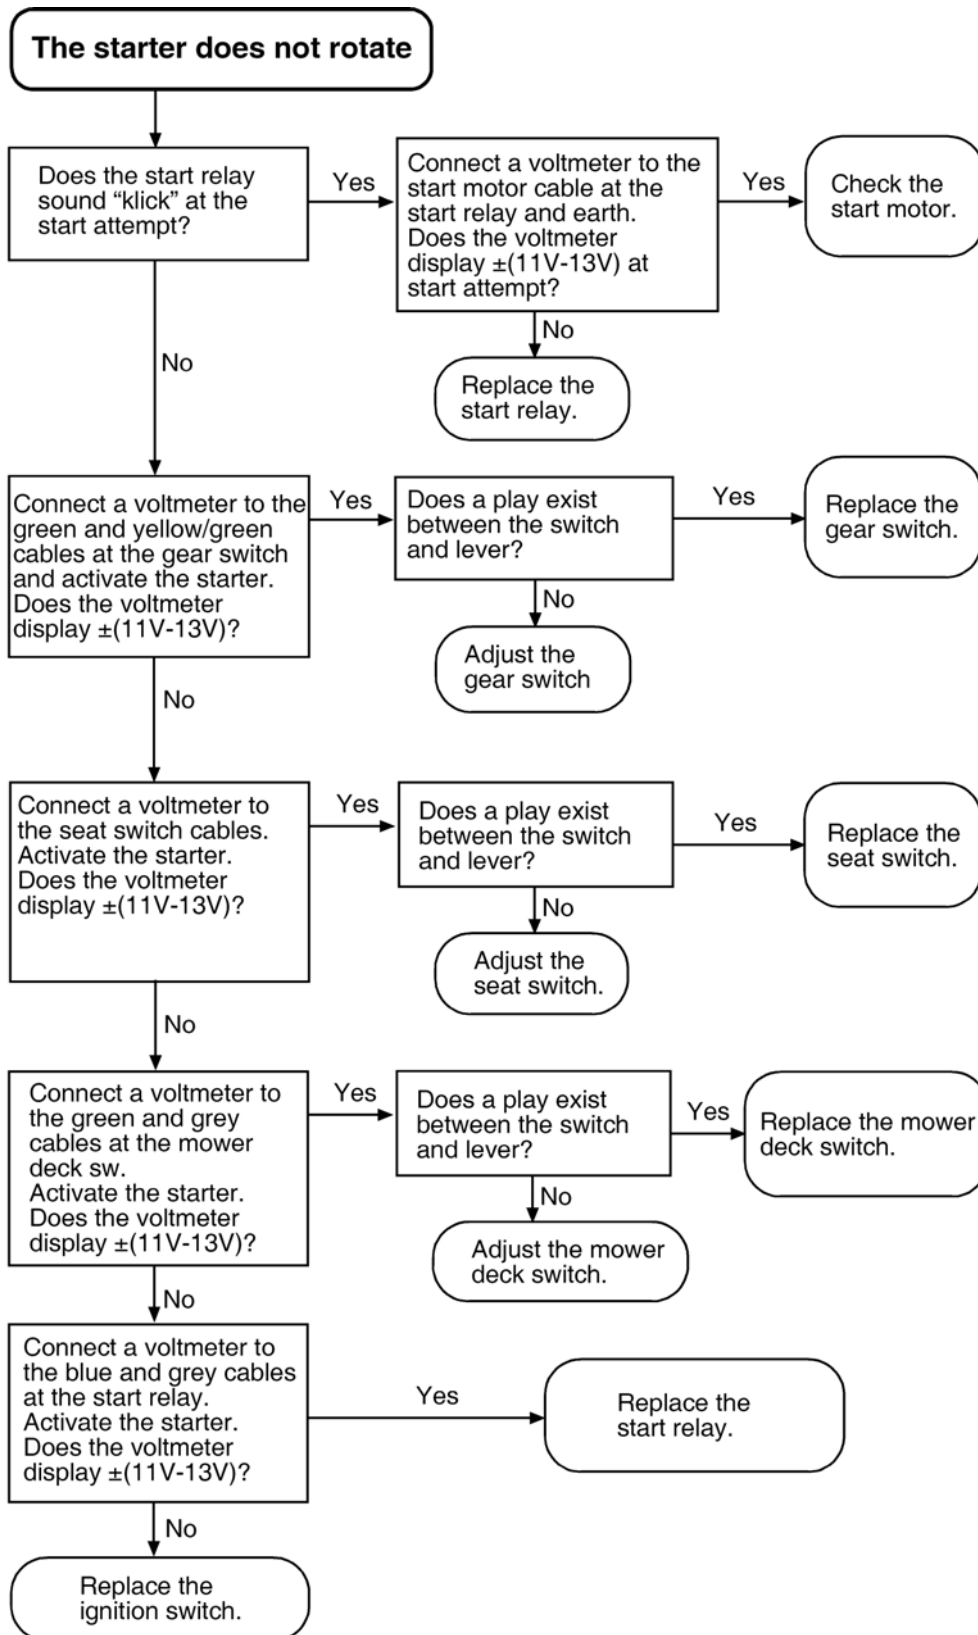 The starter does not rotate
Does the start relay
sound “klick” at the
start attempt?
Yes
Connect a voltmeter to the
start motor cable at the
start relay and earth.
Does the voltmeter
display ±(11V-13V) at
start attempt?
Yes
Check the
start motor.
No
Replace the
start relay.
No
Connect a voltmeter to the
green and yellow/green
cables at the gear switch
and activate the starter.
Does the voltmeter
display ±(11V-13V)?
Yes
Does a play exist
between the switch
and lever?
Yes
Replace the
gear switch.
No
Adjust the
gear switch
No
Connect a voltmeter to
the seat switch cables.
Activate the starter.
Does the voltmeter
display ±(11V-13V)?
Yes
Does a play exist
between the switch
and lever?
Yes
Replace the
seat switch.
No
Adjust the
seat switch.
No
Connect a voltmeter to
the green and grey
cables at the mower
deck sw.
Activate the starter.
Does the voltmeter
display ±(11V-13V)?
Yes
Does a play exist
between the switch
and lever?
Yes
Replace the mower
deck switch.
No
Adjust the mower
deck switch.
No
Connect a voltmeter to
the blue and grey cables
at the start relay.
Activate the starter.
Does the voltmeter
display ±(11V-13V)?
Yes
Replace the
start relay.
No
Replace the
ignition switch.